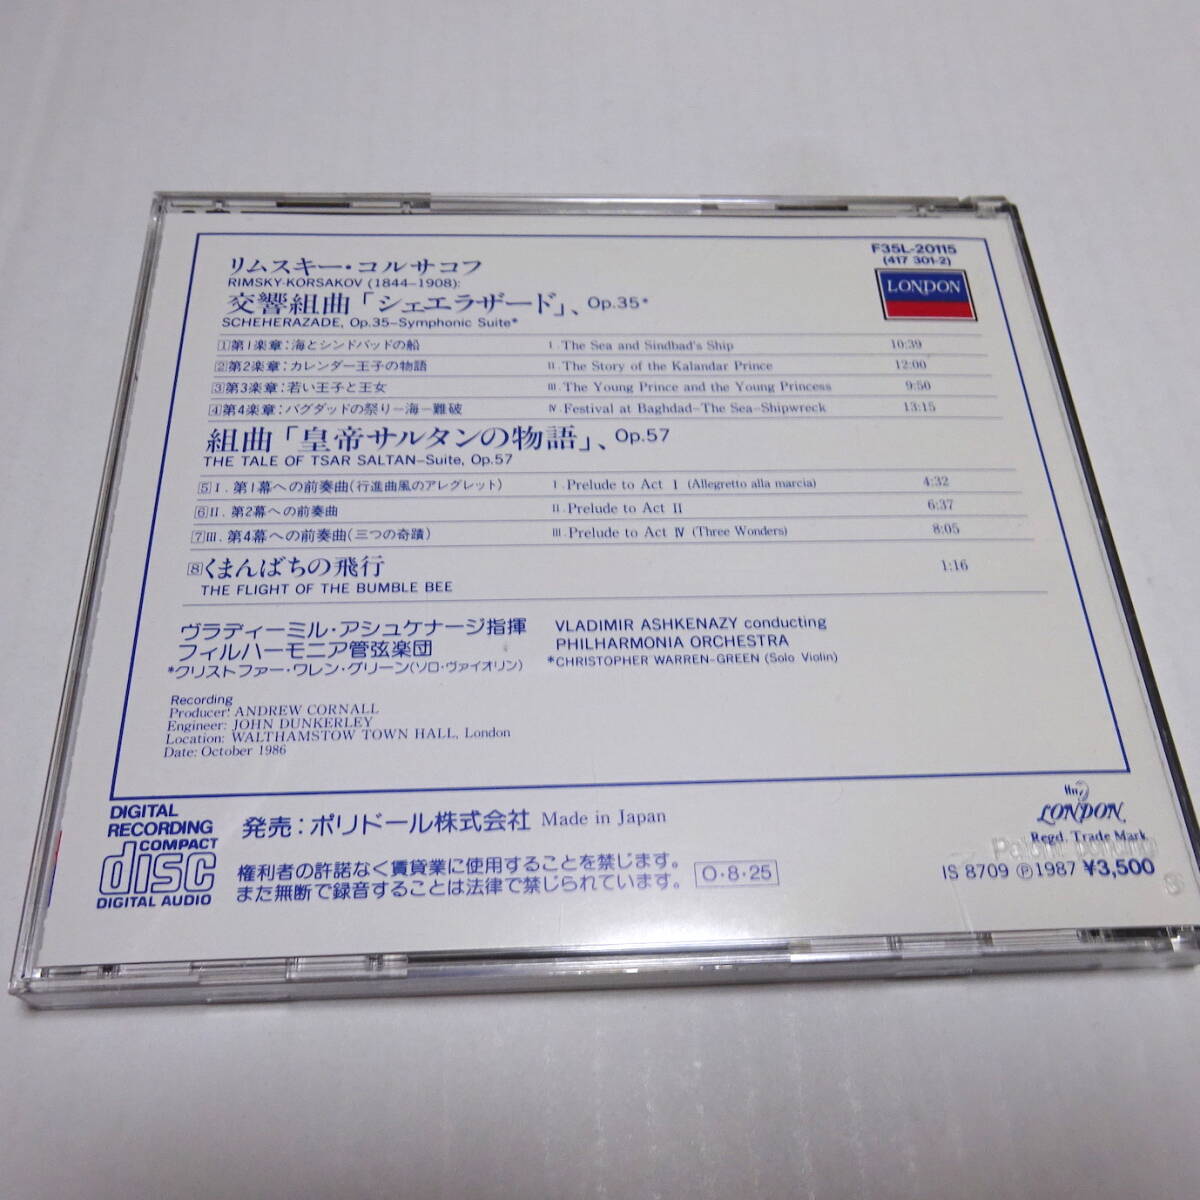 F35L-20115
(417 301-2)
LONDON
リムスキー・コルサコフ
RIMSKY-KORSAKOV (1844-1908):
交響組曲「シェエラザード」、Op.35*
SCHEHERAZADE, Op.35–Symphonic Suite*
1 第1楽章：海とシンドバッドの船 I. The Sea and Sindbad's Ship 10:39
2 第2楽章：カレンダー王子の物語 II. The Story of the Kalandar Prince 12:00
3 第3楽章：若い王子と王女 III. The Young Prince and the Young Princess 9:50
4 第4楽章：バグダッドの祭り－海－難破 IV. Festival at Baghdad–The Sea–Shipwreck 13:15
組曲「皇帝サルタンの物語」、Op.57
THE TALE OF TSAR SALTAN–Suite, Op.57
5 I. 第1幕への前奏曲(行進曲風のアレグレット) I. Prelude to Act I (Allegretto alla marcia) 4:32
6 II. 第2幕への前奏曲 II. Prelude to Act II 6:37
7 III. 第4幕への前奏曲(三つの奇蹟) III. Prelude to Act IV (Three Wonders) 8:05
8 くまんばちの飛行 1:16
THE FLIGHT OF THE BUMBLE BEE
ヴラディーミル・アシュケナージ指揮 VLADIMIR ASHKENAZY conducting
フィルハーモニア管弦楽団 PHILHARMONIA ORCHESTRA
*クリストファー・ワレン・グリーン(ソロ・ヴァイオリン) *CHRISTOPHER WARREN-GREEN (Solo Violin)
Recording
Producer: ANDREW CORNALL
Engineer: JOHN DUNKERLEY
Location: WALTHAMSTOW TOWN HALL, London
Date: October 1986
DIGITAL
RECORDING
COMPACT
disc
DIGITAL AUDIO
発売：ポリドール株式会社 Made in Japan
権利者の許諾なく賃貸業に使用することを禁じます。
また無断で録音することは法律で禁じられています。
O・8・25
LONDON
Regd. Trade Mark
IS 8709 Ⓟ1987 ¥3,500